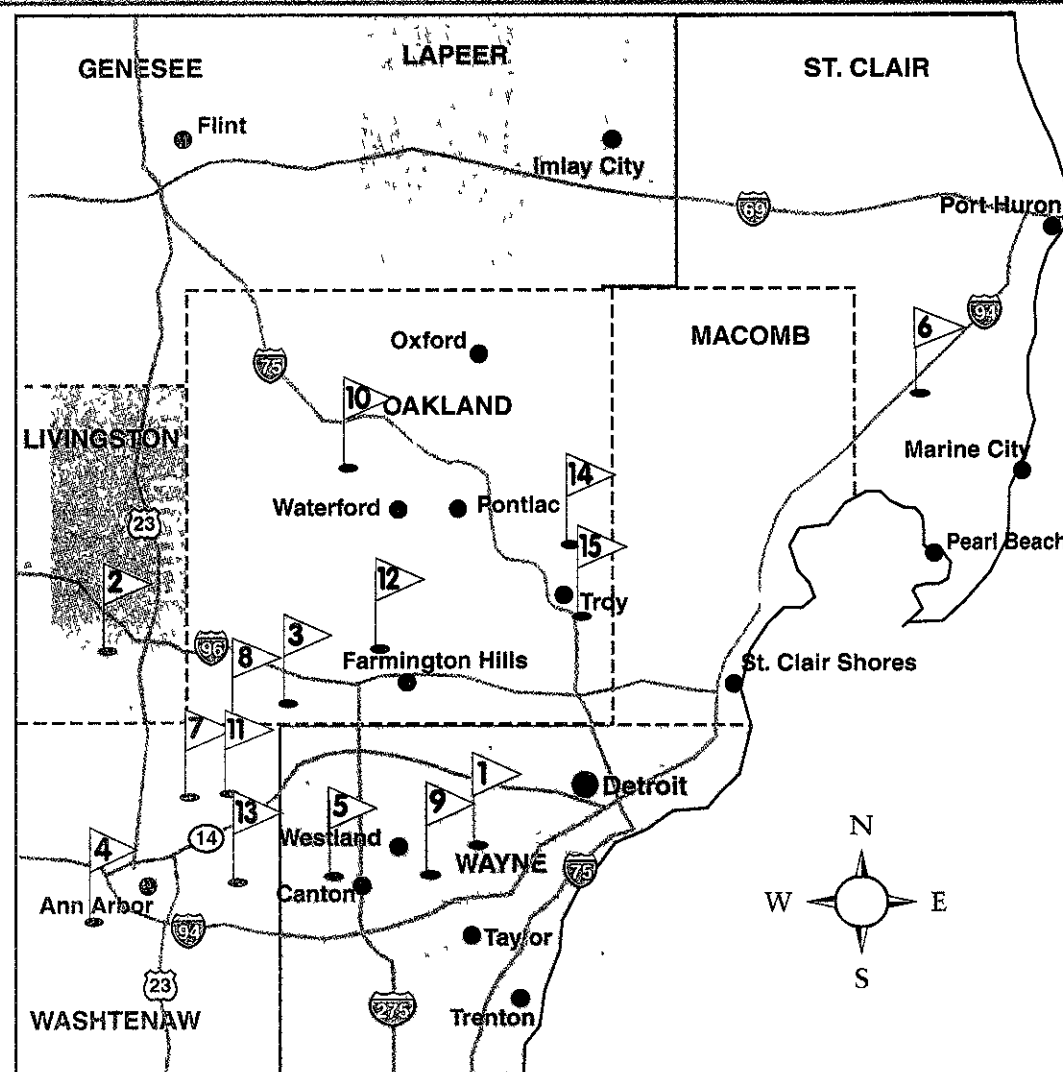 GENESEE
LAPEER
ST. CLAIR
Flint
Imlay City
69
Port Huron
6
94
Oxford
MACOMB
75
10
OAKLAND
LIVINGSTON
Marine City
14
Waterford
Pontiac
23
15
Pearl Beach
2
12
Troy
3
96
8
Farmington Hills
St. Clair Shores
7
11
1
Detroit
13
5
9
14
Westland
WAYNE
4
75
N
Canton
W
E
Ann Arbor
94
Taylor
S
23
275
WASHTENAW
Trenton